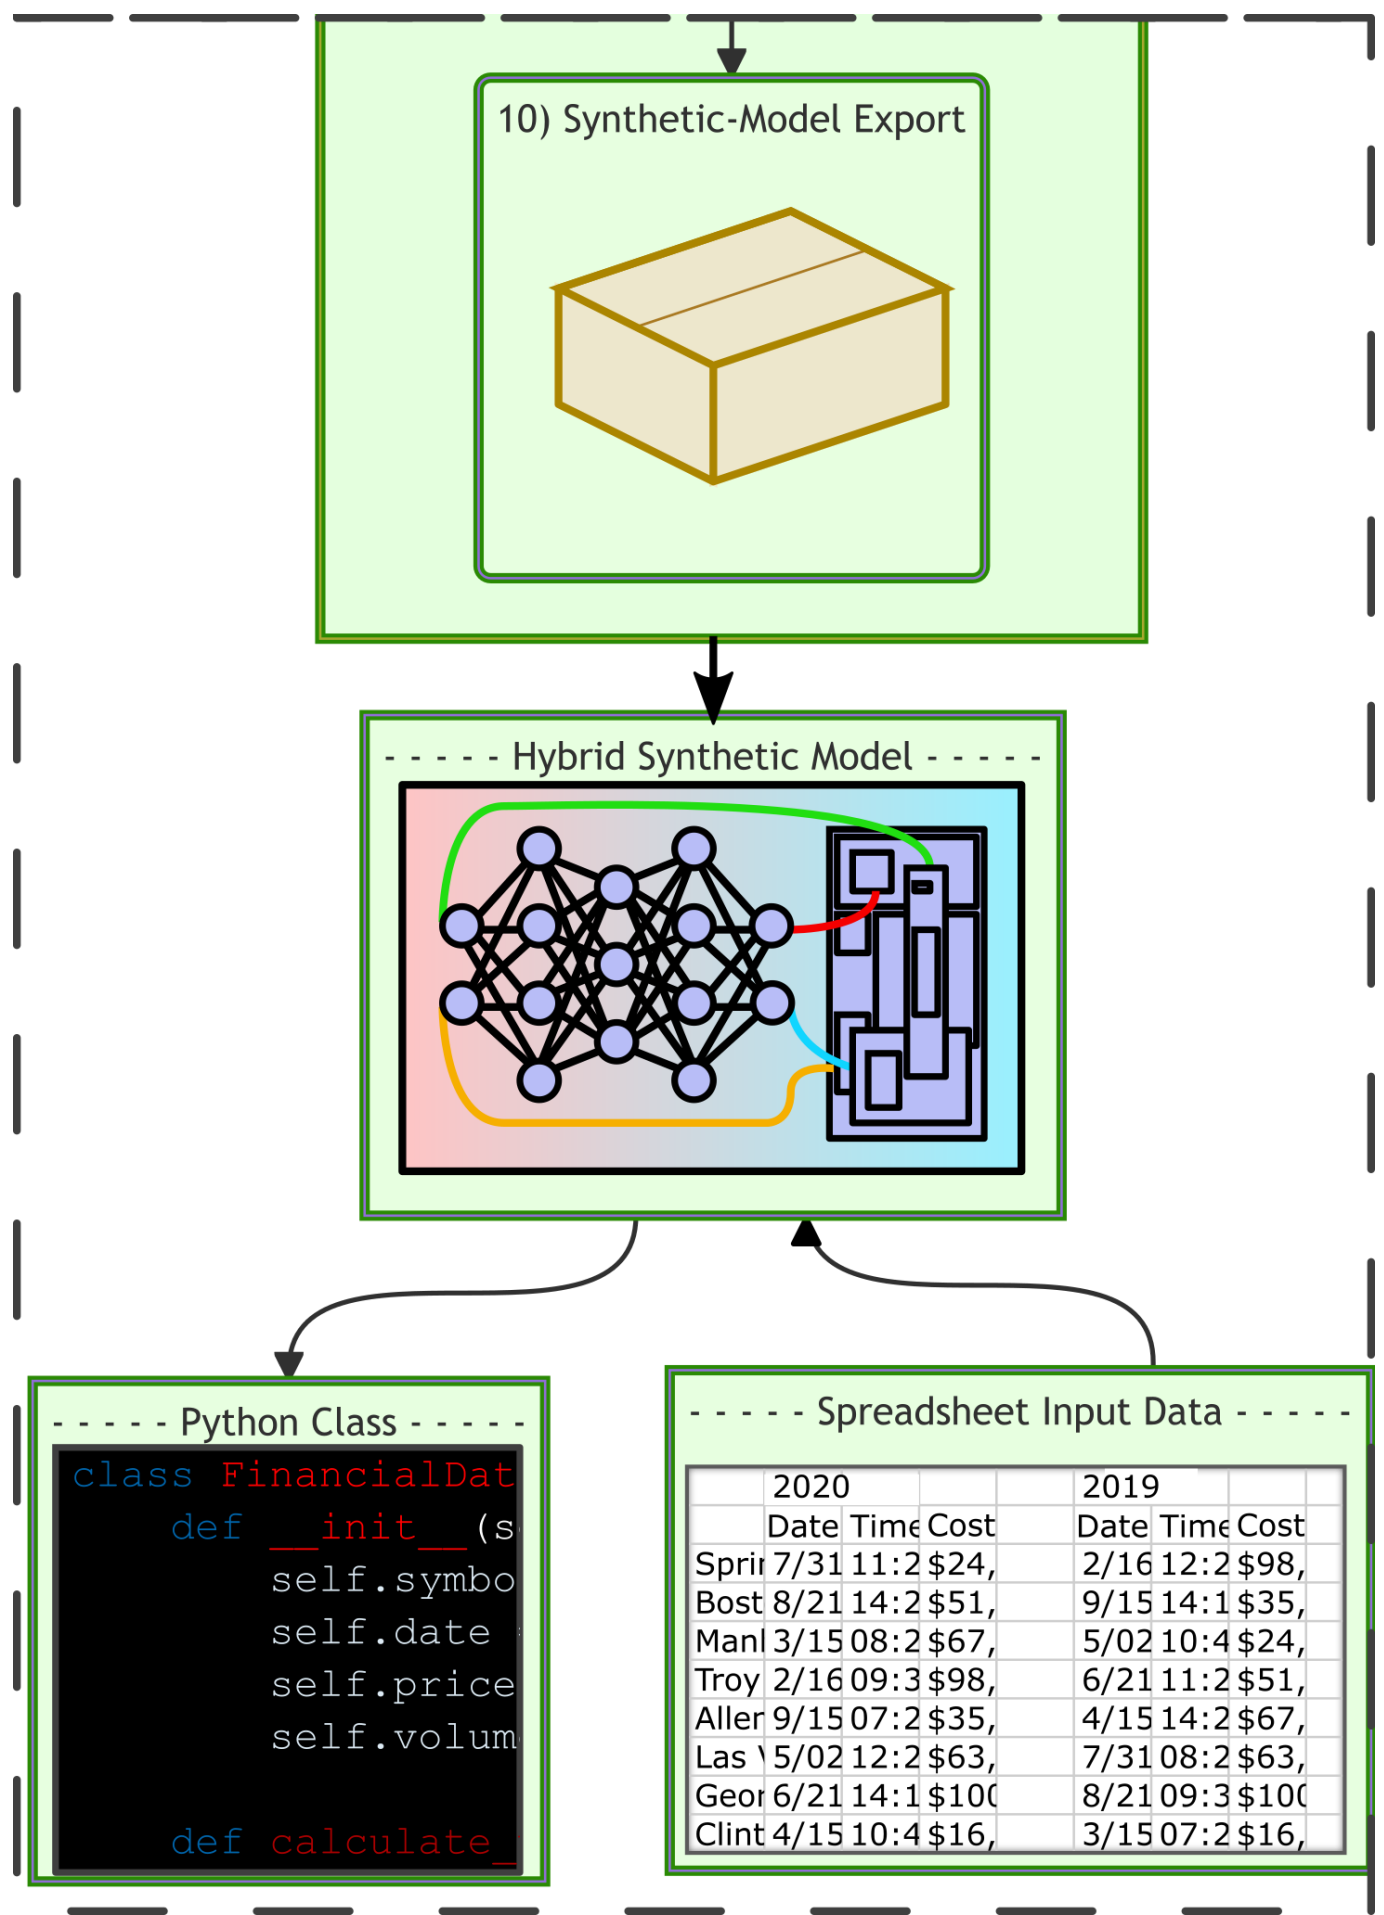 10) Synthetic-Model Export
- - - - - Hybrid Synthetic Model - - - - -
- - - - - Python Class - - - - -
class FinancialDat
def __init__(s
self.symbo
self.date
self.price
self.volum
def calculate_
- - - - - Spreadsheet Input Data - - - - -
2020 2019
Date Time Cost Date Time Cost
Sprin 7/31 11:2 $24, 2/16 12:2 $98,
Bost 8/21 14:2 $51, 9/15 14:1 $35,
Manl 3/15 08:2 $67, 5/02 10:4 $24,
Troy 2/16 09:3 $98, 6/21 11:2 $51,
Aller 9/15 07:2 $35, 4/15 14:2 $67,
Las 5/02 12:2 $63, 7/31 08:2 $63,
Geor 6/21 14:1 $100 8/21 09:3 $100
Clint 4/15 10:4 $16, 3/15 07:2 $16,